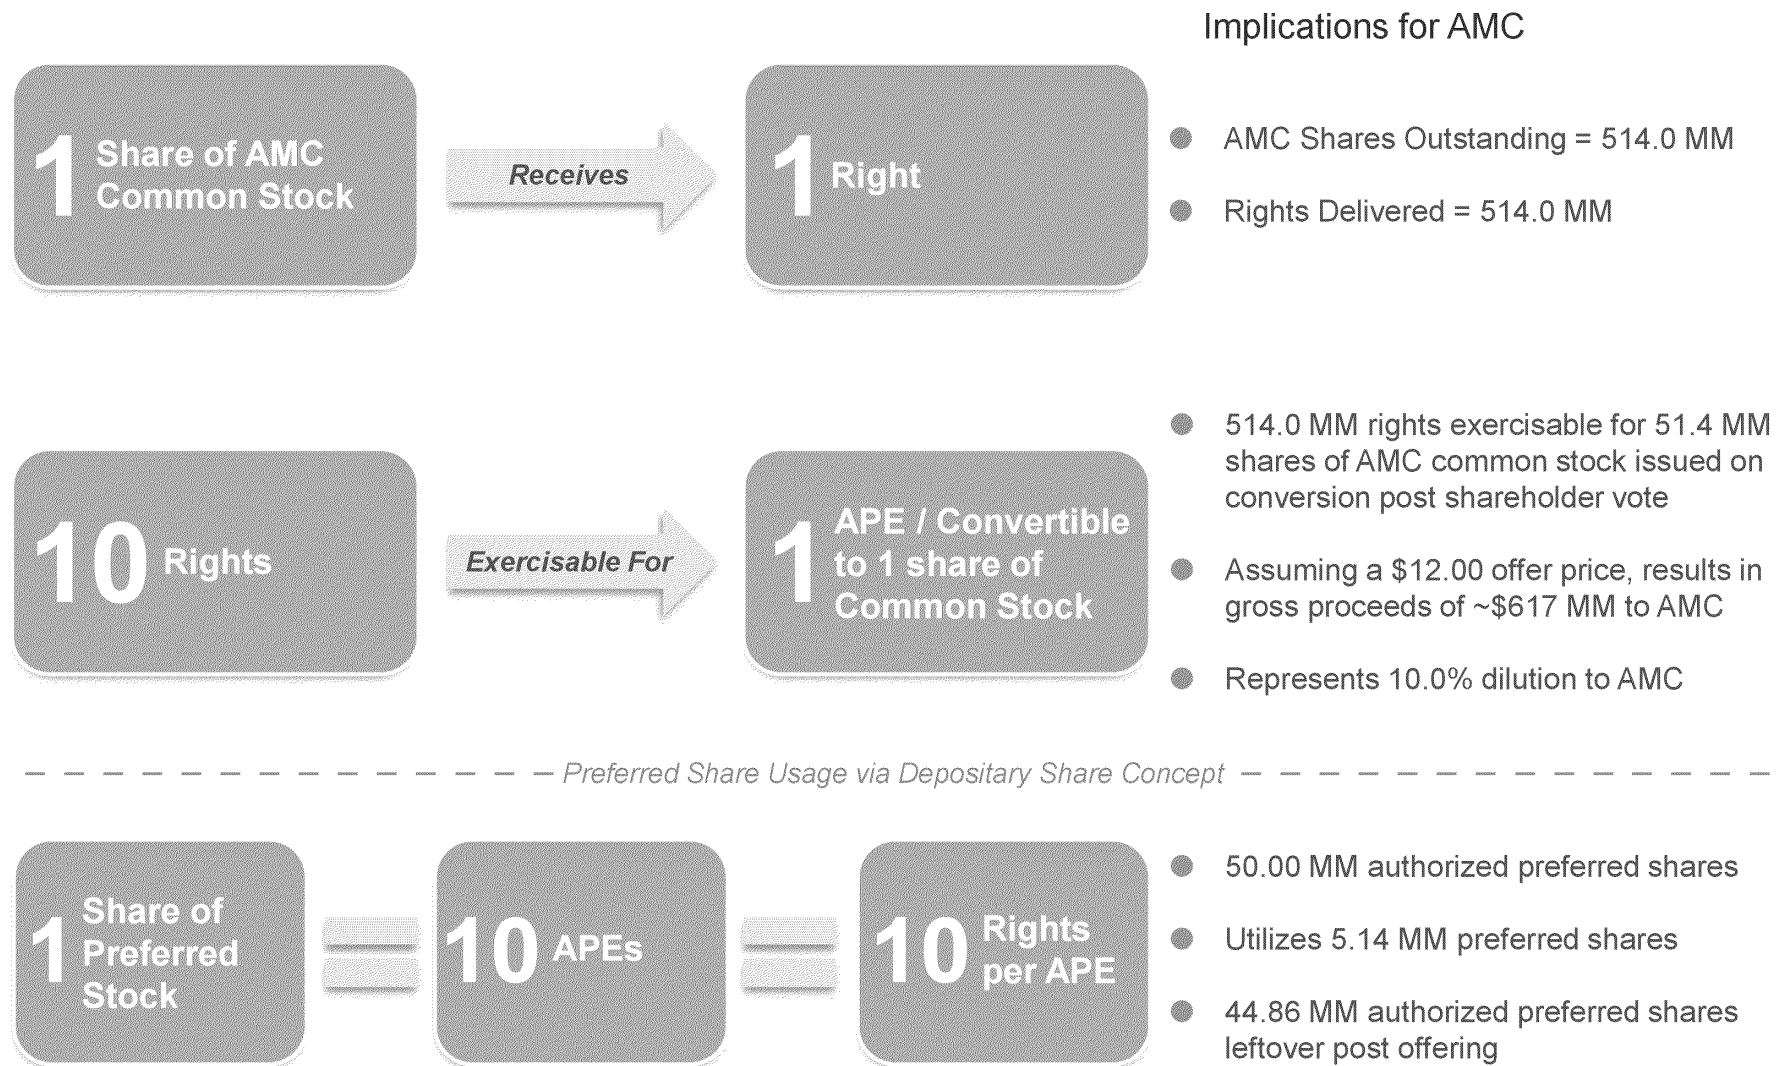 Implications for AMC
1 Share of AMC
Common Stock
Receives
1 Right
● AMC Shares Outstanding = 514.0 MM
● Rights Delivered = 514.0 MM
10 Rights
Exercisable For
1 APE / Convertible
to 1 share of
Common Stock
● 514.0 MM rights exercisable for 51.4 MM
shares of AMC common stock issued on
conversion post shareholder vote
● Assuming a $12.00 offer price, results in
gross proceeds of ~$617 MM to AMC
● Represents 10.0% dilution to AMC
Preferred Share Usage via Depositary Share Concept
1 Share of
Preferred
Stock
10 APEs
10 Rights
per APE
● 50.00 MM authorized preferred shares
● Utilizes 5.14 MM preferred shares
● 44.86 MM authorized preferred shares
leftover post offering